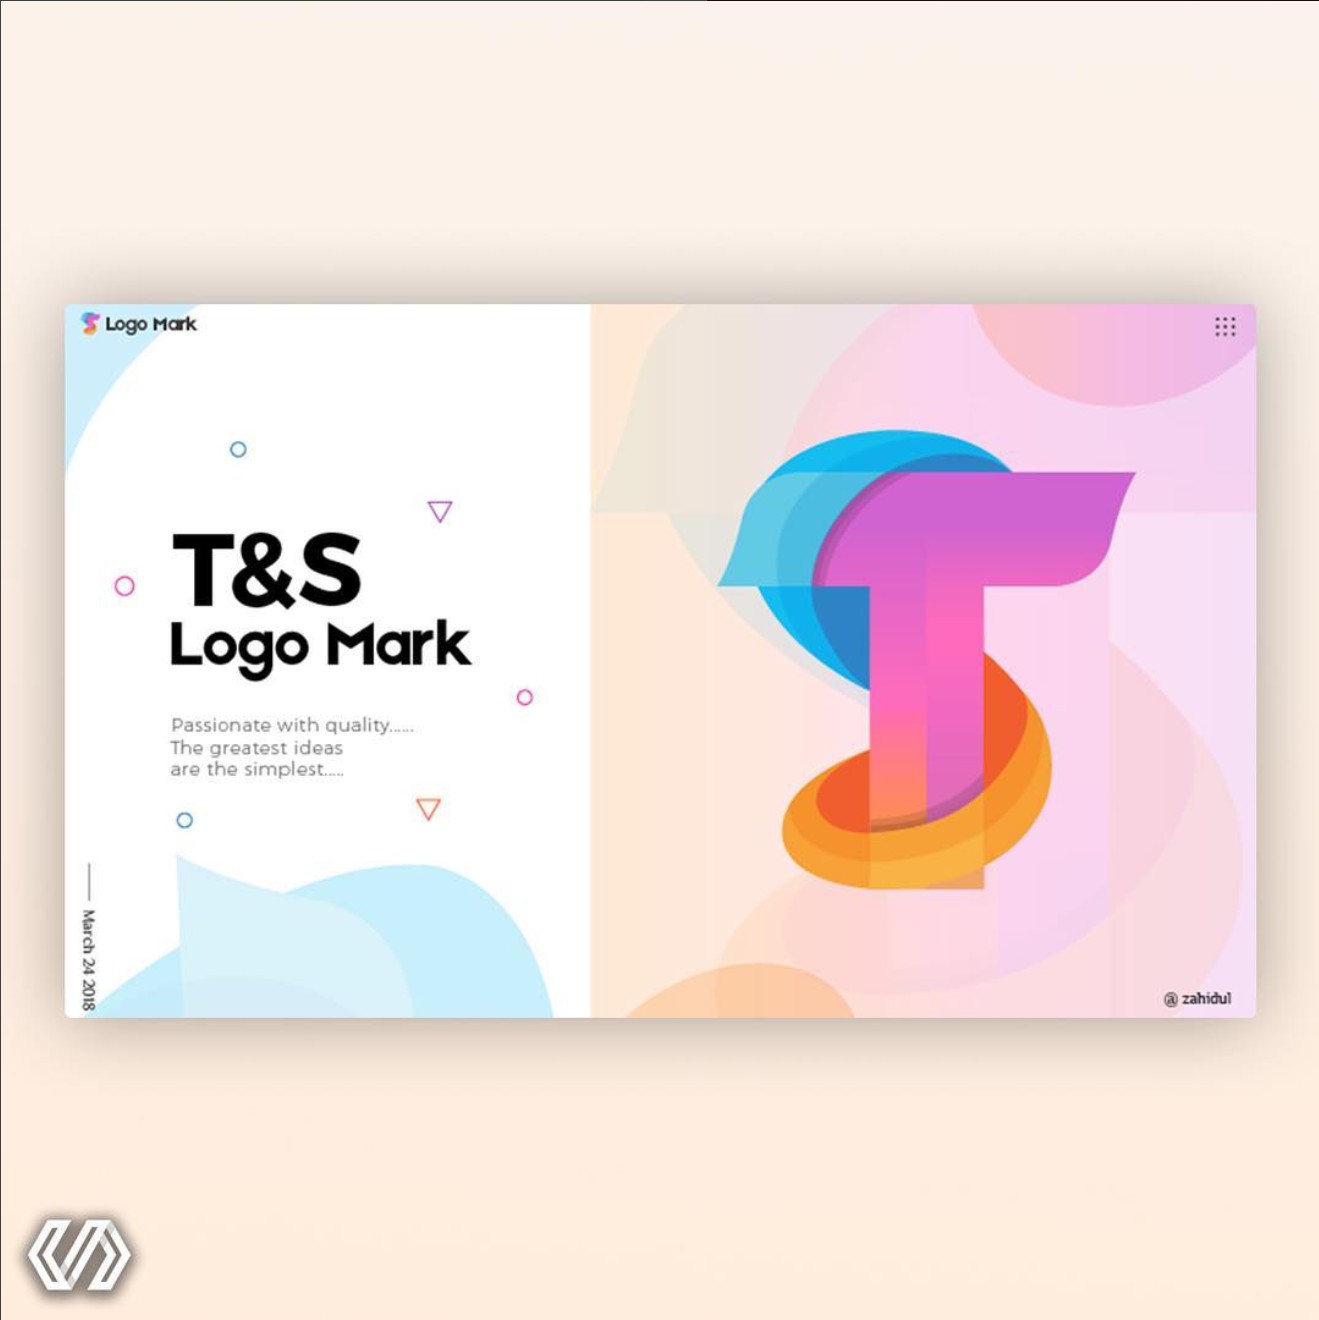 Logo Mark
T&S
Logo Mark
Passionate with quality......
The greatest ideas
are the simplest.....
March 24 2018
@ zahidul